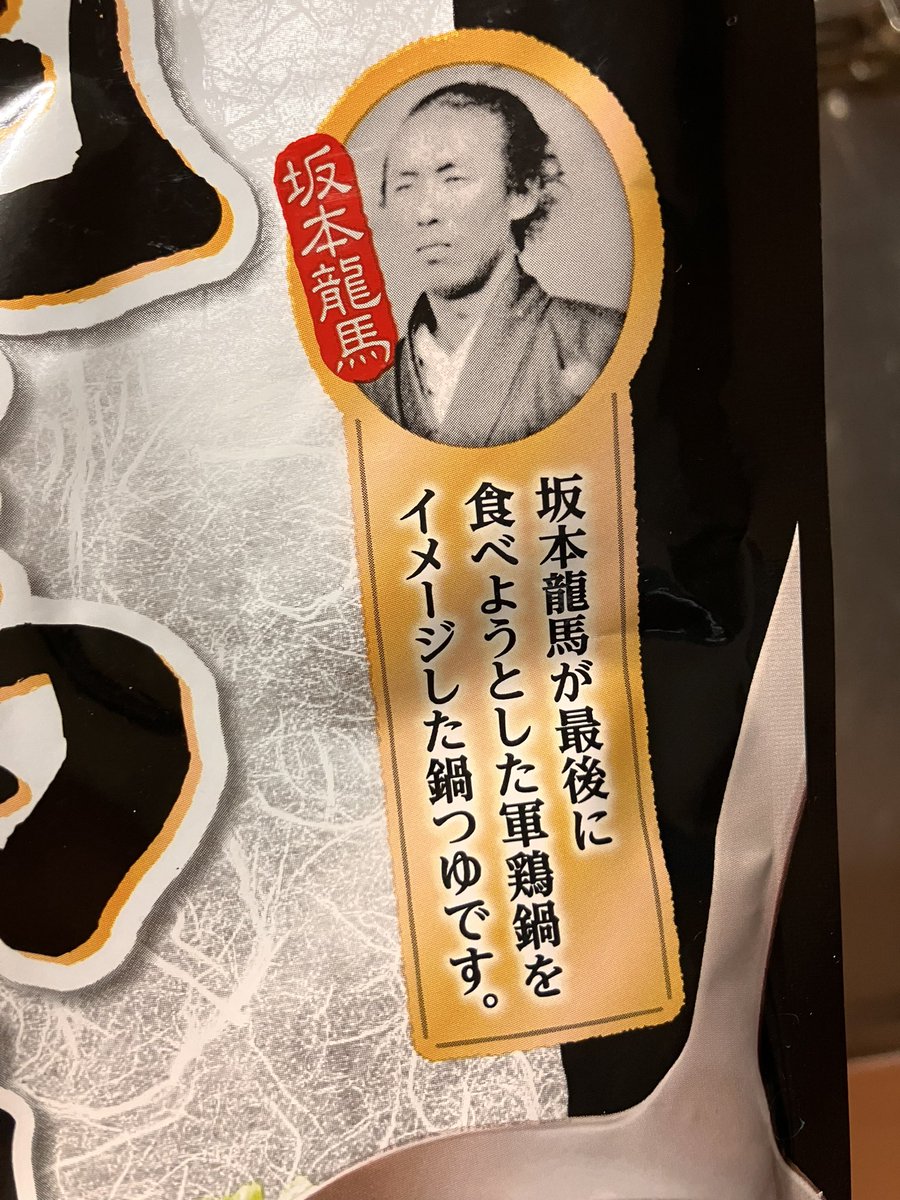 坂本龍馬
坂本龍馬が最後に
食べようとした軍鶏鍋を
イメージした鍋つゆです。